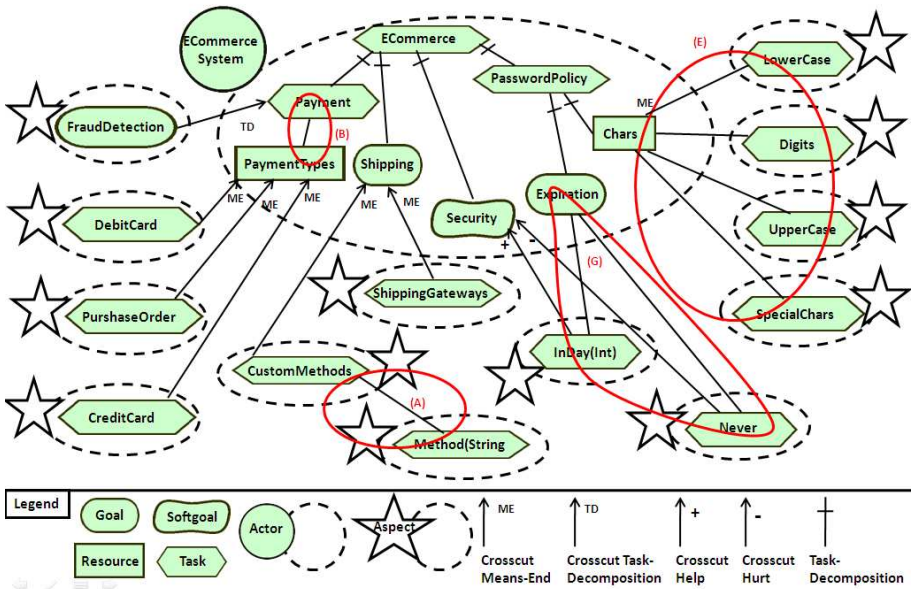 ECommerce
System
ECommerce
(E)
LowerCase
PasswordPolicy
Payment
FraudDetection
TD
(B)
ME
Chars
Digits
PaymentTypes
Shipping
Expiration
ME
ME
ME
ME
ME
DebitCard
Security
+
UpperCase
(G)
ShippingGateways
SpecialChars
PurshaseOrder
InDay(Int)
CustomMethods
(A)
CreditCard
Method(String
Never
Legend
Goal
Softgoal
Actor
Aspect
ME
TD
+
-
Resource
Task
Crosscut
Means-End
Crosscut Task-
Decomposition
Crosscut
Help
Crosscut
Hurt
Task-
Decomposition